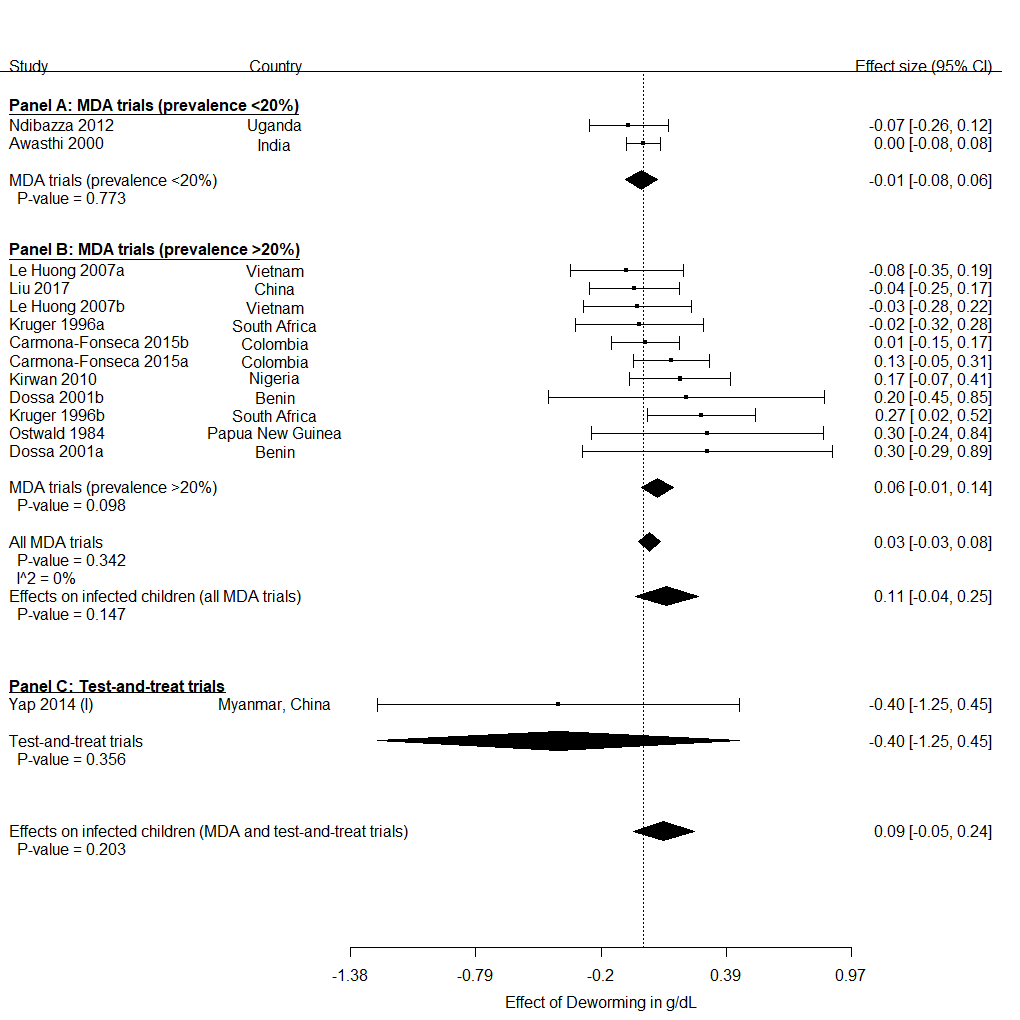 Study Country Effect size (95% CI)
Panel A: MDA trials (prevalence <20%)
Ndibazza 2012 Uganda -0.07 [-0.26, 0.12]
Awasthi 2000 India 0.00 [-0.08, 0.08]
MDA trials (prevalence <20%) -0.01 [-0.08, 0.06]
P-value = 0.773
Panel B: MDA trials (prevalence >20%)
Le Huong 2007a Vietnam -0.08 [-0.35, 0.19]
Liu 2017 China -0.04 [-0.25, 0.17]
Le Huong 2007b Vietnam -0.03 [-0.28, 0.22]
Kruger 1996a South Africa -0.02 [-0.32, 0.28]
Carmona-Fonseca 2015b Colombia 0.01 [-0.15, 0.17]
Carmona-Fonseca 2015a Colombia 0.13 [-0.05, 0.31]
Kirwan 2010 Nigeria 0.17 [-0.07, 0.41]
Dossa 2001b Benin 0.20 [-0.45, 0.85]
Kruger 1996b South Africa 0.27 [ 0.02, 0.52]
Ostwald 1984 Papua New Guinea 0.30 [-0.24, 0.84]
Dossa 2001a Benin 0.30 [-0.29, 0.89]
MDA trials (prevalence >20%) 0.06 [-0.01, 0.14]
P-value = 0.098
All MDA trials 0.03 [-0.03, 0.08]
P-value = 0.342
I^2 = 0%
Effects on infected children (all MDA trials) 0.11 [-0.04, 0.25]
P-value = 0.147
Panel C: Test-and-treat trials
Yap 2014 (I) Myanmar, China -0.40 [-1.25, 0.45]
Test-and-treat trials -0.40 [-1.25, 0.45]
P-value = 0.356
Effects on infected children (MDA and test-and-treat trials) 0.09 [-0.05, 0.24]
P-value = 0.203
-1.38 -0.79 -0.2 0.39 0.97
Effect of Deworming in g/dL